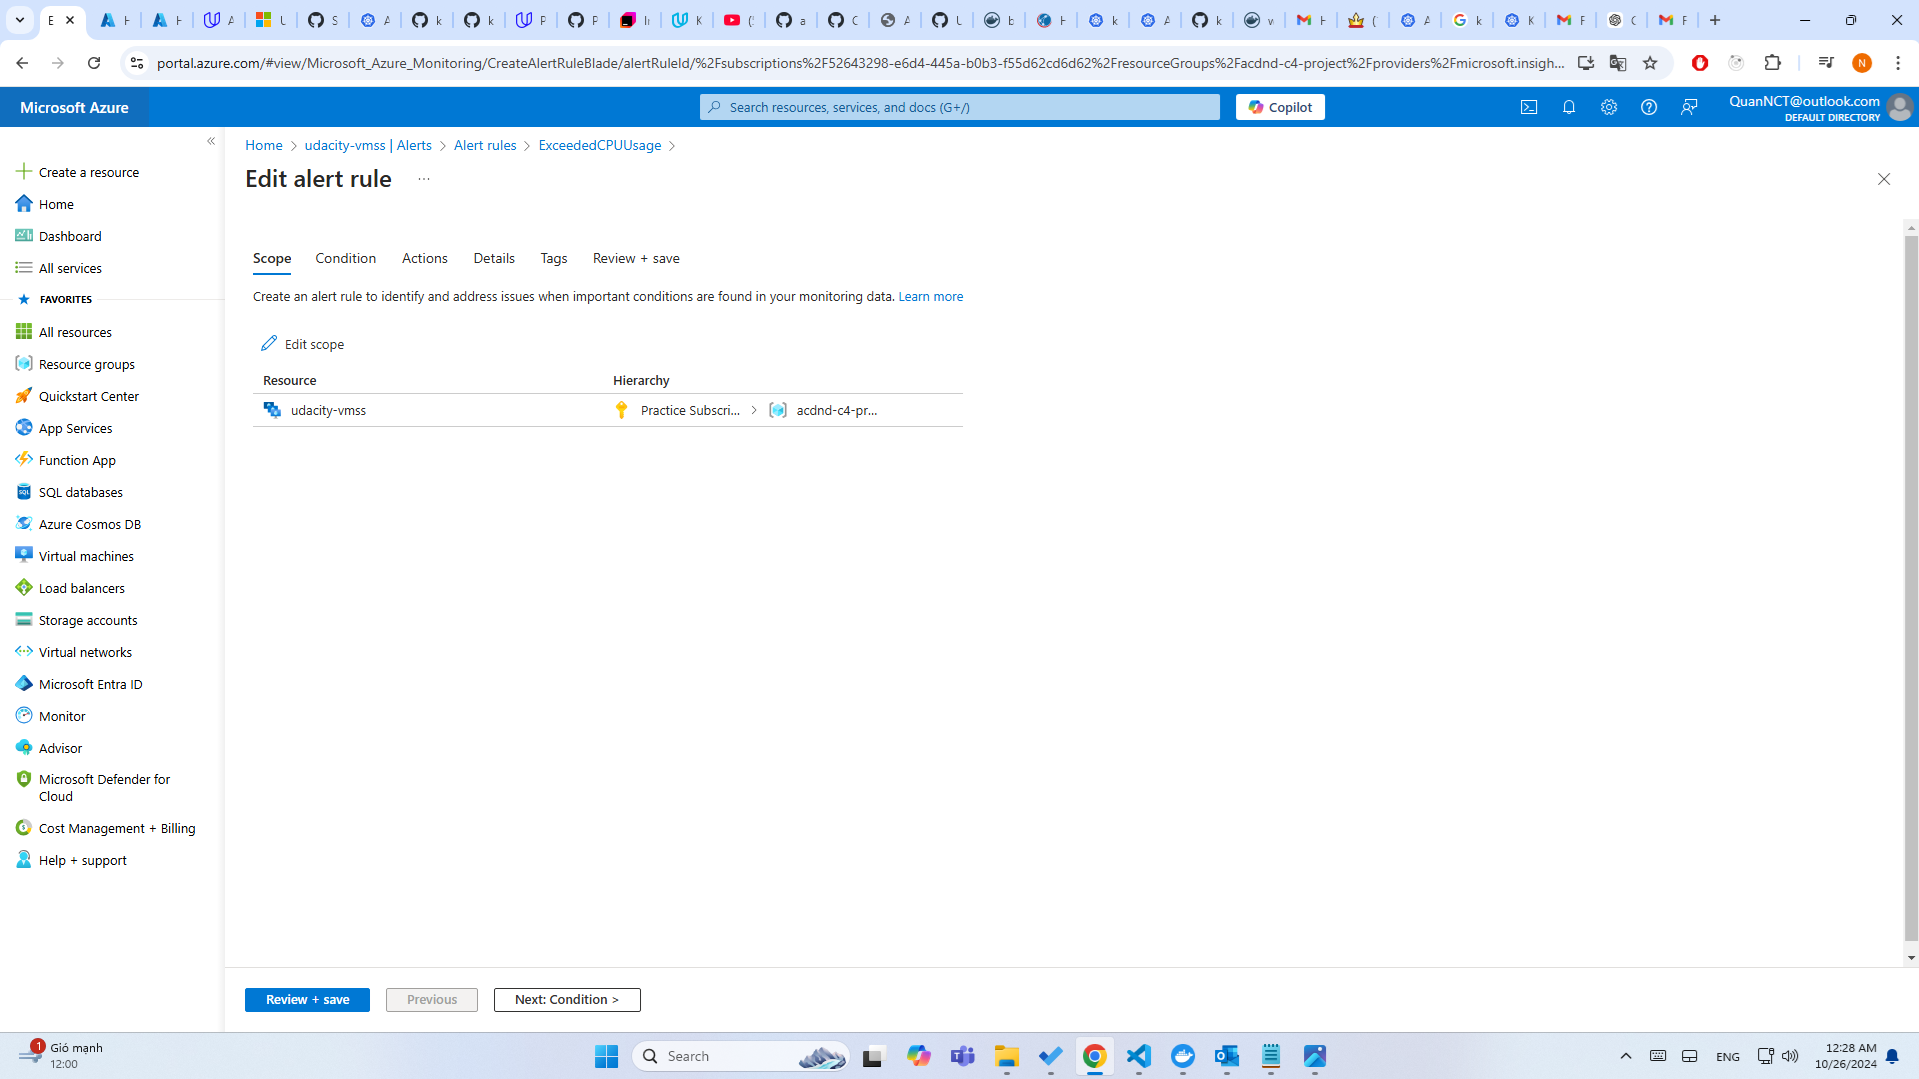 portal.azure.com/#view/Microsoft_Azure_Monitoring/CreateAlertRuleBlade/alertRuleId/%2Fsubscriptions%2F52643298-e6d4-445a-b0b3-f55d62cd6d62%2FresourceGroups%2Facdnd-c4-project%2Fproviders%2Fmicrosoft.insigh...
Microsoft Azure
Search resources, services, and docs (G+/)
Copilot
QuanNCT@outlook.com
DEFAULT DIRECTORY
Create a resource
Home
Dashboard
All services
FAVORITES
All resources
Resource groups
Quickstart Center
App Services
Function App
SQL databases
Azure Cosmos DB
Virtual machines
Load balancers
Storage accounts
Virtual networks
Microsoft Entra ID
Monitor
Advisor
Microsoft Defender for
Cloud
Cost Management + Billing
Help + support
Home > udacity-vmss | Alerts > Alert rules > ExceededCPUUsage >
Edit alert rule ...
Scope Condition Actions Details Tags Review + save
Create an alert rule to identify and address issues when important conditions are found in your monitoring data. Learn more
Edit scope
Resource Hierarchy
udacity-vmss Practice Subscri... > acdnd-c4-pr...
Review + save Previous Next: Condition >
1 Gió mạnh
12:00
Search
ENG
12:28 AM
10/26/2024